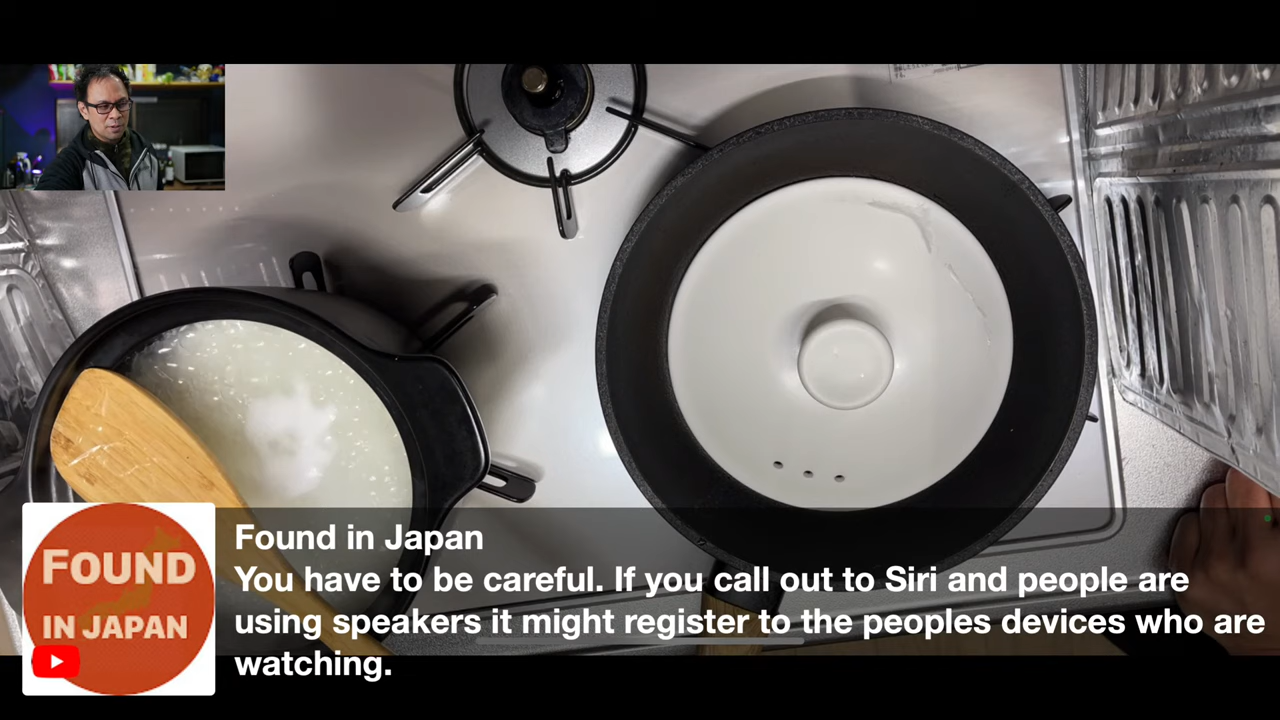 FOUND
IN JAPAN
Found in Japan
You have to be careful. If you call out to Siri and people are
using speakers it might register to the peoples devices who are
watching.